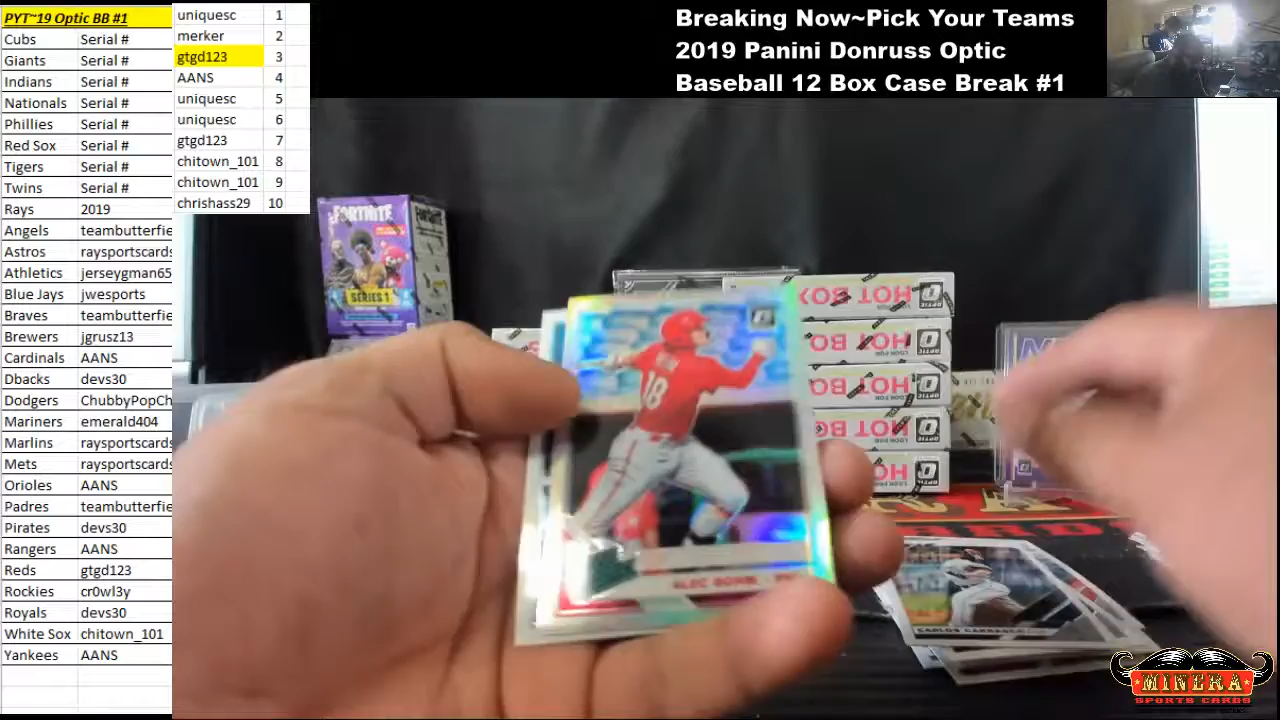 PYT~19 Optic BB #1
Cubs Serial #
Giants Serial #
Indians Serial #
Nationals Serial #
Phillies Serial #
Red Sox Serial #
Tigers Serial #
Twins Serial #
Rays 2019
Angels teambutterfie
Astros raysportscards
Athletics jerseygman65
Blue Jays jwesports
Braves teambutterfie
Brewers jgrusz13
Cardinals AANS
Dbacks devs30
Dodgers ChubbyPopCh
Mariners emerald404
Marlins raysportscards
Mets raysportscards
Orioles AANS
Padres teambutterfie
Pirates devs30
Rangers AANS
Reds gtgd123
Rockies cr0wl3y
Royals devs30
White Sox chitown_101
Yankees AANS
uniquesc 1
merker 2
gtgd123 3
AANS 4
uniquesc 5
uniquesc 6
gtgd123 7
chitown_101 8
chitown_101 9
chrishass29 10
Breaking Now~Pick Your Teams
2019 Panini Donruss Optic
Baseball 12 Box Case Break #1
FORTNITE
SERIES 1
HOT BOX
HOT BO
HOT BO
HOT BO
HOT B
18
ALEC BOHM
CARLOS
MINERA
SPORTS CARDS